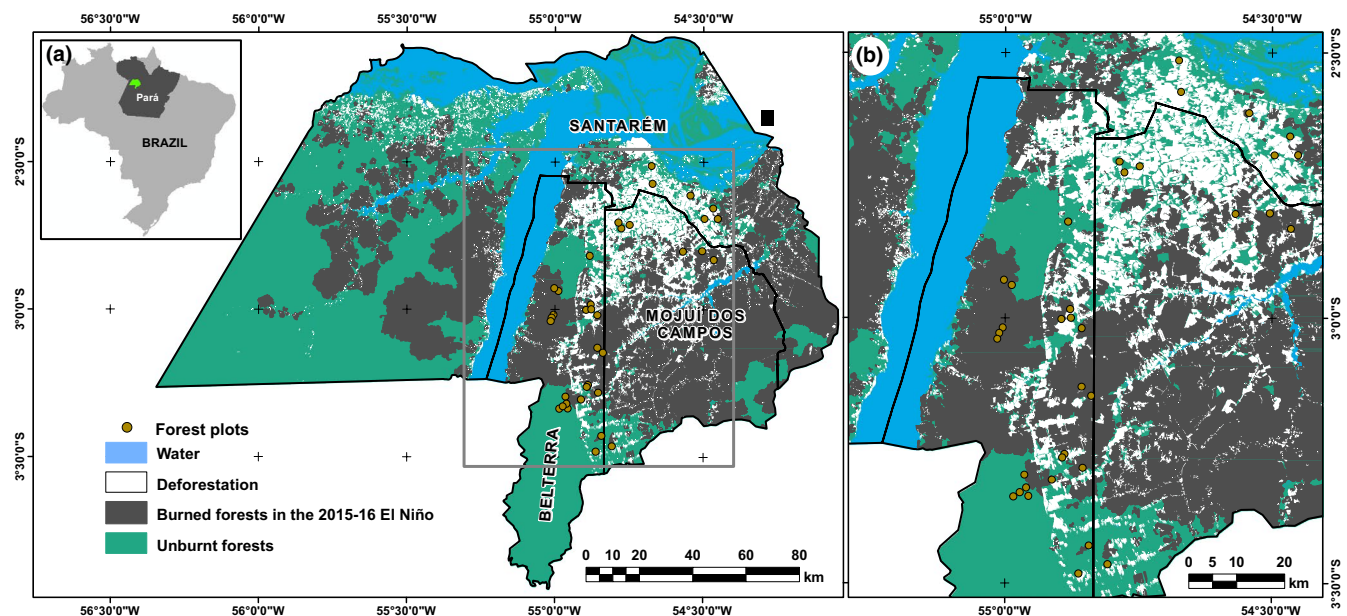 56°30'0"W 56°0'0"W 55°30'0"W 55°0'0"W 54°30'0"W
55°0'0"W 54°30'0"W
(a)
Pará
BRAZIL
SANTARÉM
MOJUÍ DOS
CAMPOS
BELTERRA
2°30'0"S
3°0'0"S
3°30'0"S
Forest plots
Water
Deforestation
Burned forests in the 2015-16 El Niño
Unburnt forests
0 10 20 40 60 80
km
56°30'0"W 56°0'0"W 55°30'0"W 55°0'0"W 54°30'0"W
(b)
2°30'0"S
3°0'0"S
3°30'0"S
0 5 10 20
km
55°0'0"W 54°30'0"W